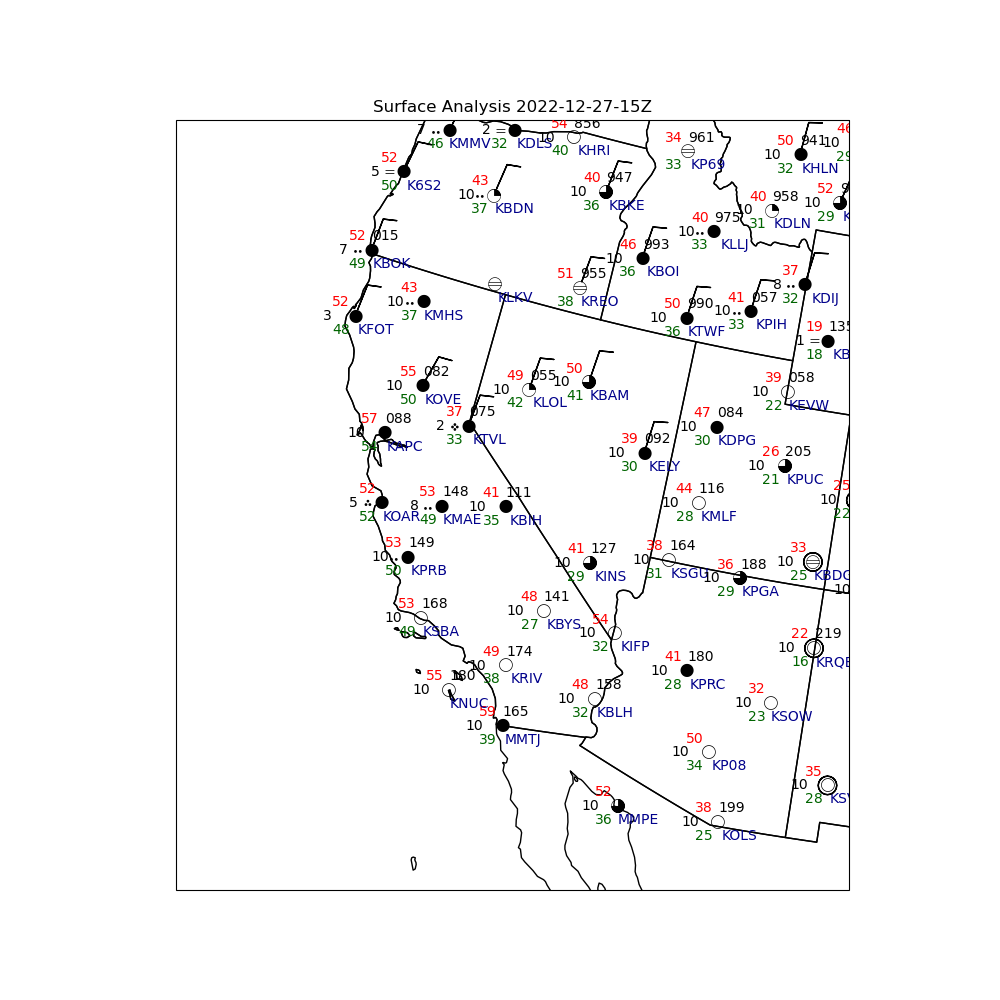 Surface Analysis 2022-12-27-15Z
46 KMMV
2 = 32 KDLS
54 856
10
40 KHRI
34 961
33 KP69
50 941
10
32 KHLN
46
10
29
52
5 =
50 K6S2
43
10
37 KBDN
40 947
10
36 KBKE
40 958
10
31 KDLN
52 9
10
29 K
40 975
10
33 KLLJ
52 015
7
49 KBOK
46 993
10
36 KBOI
KLKV
51 955
38 KREO
37
8
32 KDIJ
52
3
48 KFOT
43
10
37 KMHS
50 990
10
36 KTWF
41 057
10
33 KPIH
19 135
1 =
18 KB
55 082
10
50 KOVE
49 055
10
42 KLOL
50
10
41 KBAM
39 058
10
22 KEVW
57 088
KAPC
37 075
2
33 KTVL
47 084
10
30 KDPG
39 092
10
30 KELY
26 205
10
21 KPUC
52
5
52 KOAR
53 148
8
49 KMAE
41 111
10
35 KBIH
44 116
10
28 KMLF
25
10
22
53 149
10
50 KPRB
41 127
10
29 KINS
38 164
10
31 KSGU
36 188
10
29 KPGA
33
10
25 KBDG
10
53 168
10
49 KSBA
48 141
10
27 KBYS
54
10
32 KIFP
22 219
10
16 KRQE
49 174
10
38 KRIV
55 180
10
KNUC
48 158
10
32 KBLH
41 180
10
28 KPRC
32
10
23 KSOW
59 165
10
39 MMTJ
50
10
34 KP08
35
10
28 KSV
52
10
36 MMPE
38 199
10
25 KOLS